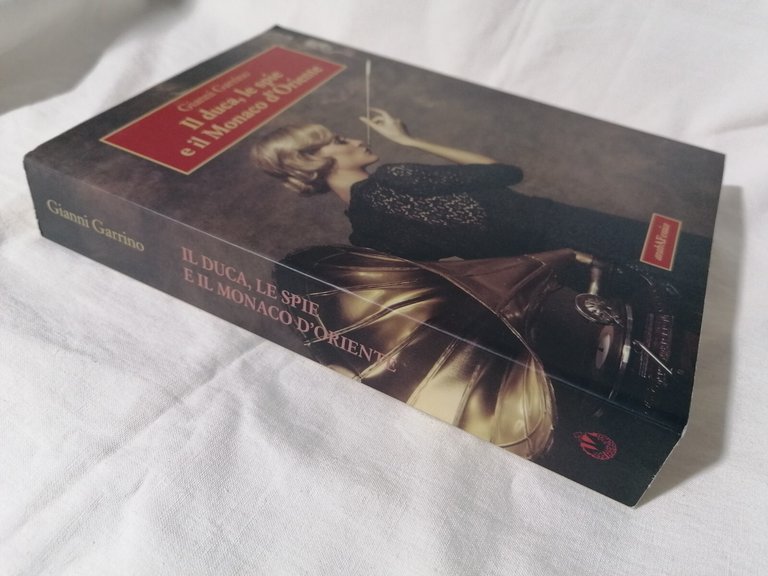 Gianni Garrino
Il duca, le spie
e il Monaco d'Oriente
Gianni Garrino
IL DUCA, LE SPIE
E IL MONACO D'ORIENTE